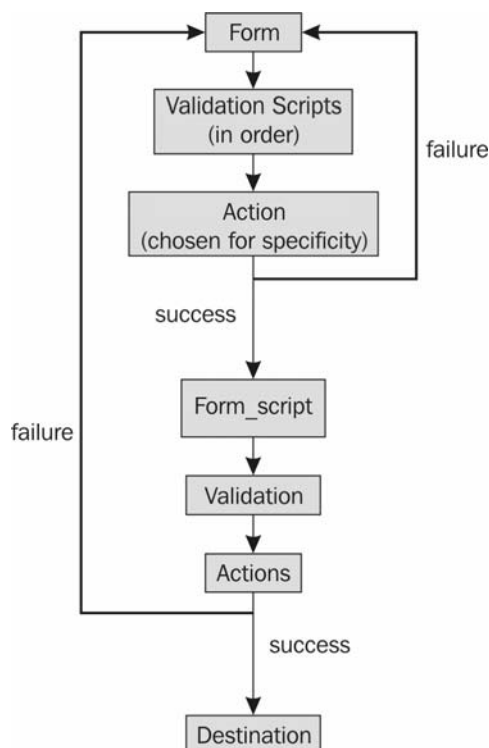 Form
Validation Scripts
(in order)
failure
Action
(chosen for specificity)
success
Form_script
failure
Validation
Actions
success
Destination